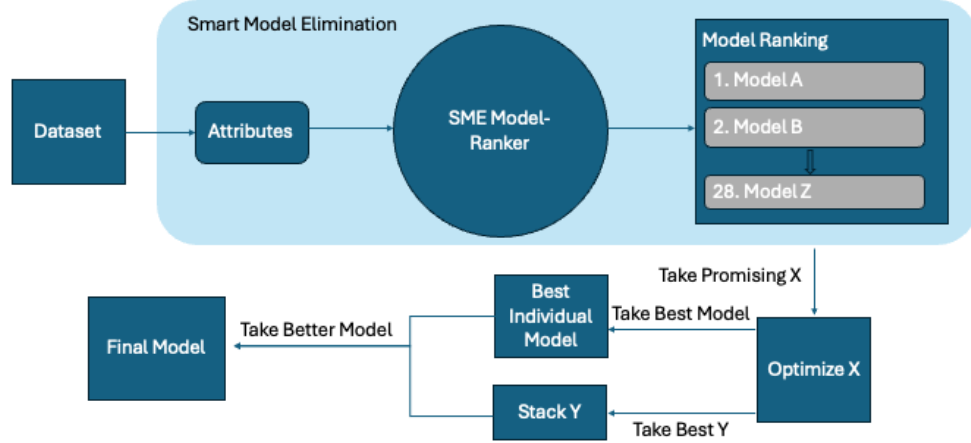 Smart Model Elimination
Dataset
Attributes
SME Model-
Ranker
Model Ranking
1. Model A
2. Model B
28. Model Z
Take Promising X
Optimize X
Take Best Model
Best
Individual
Model
Take Best Y
Stack Y
Take Better Model
Final Model